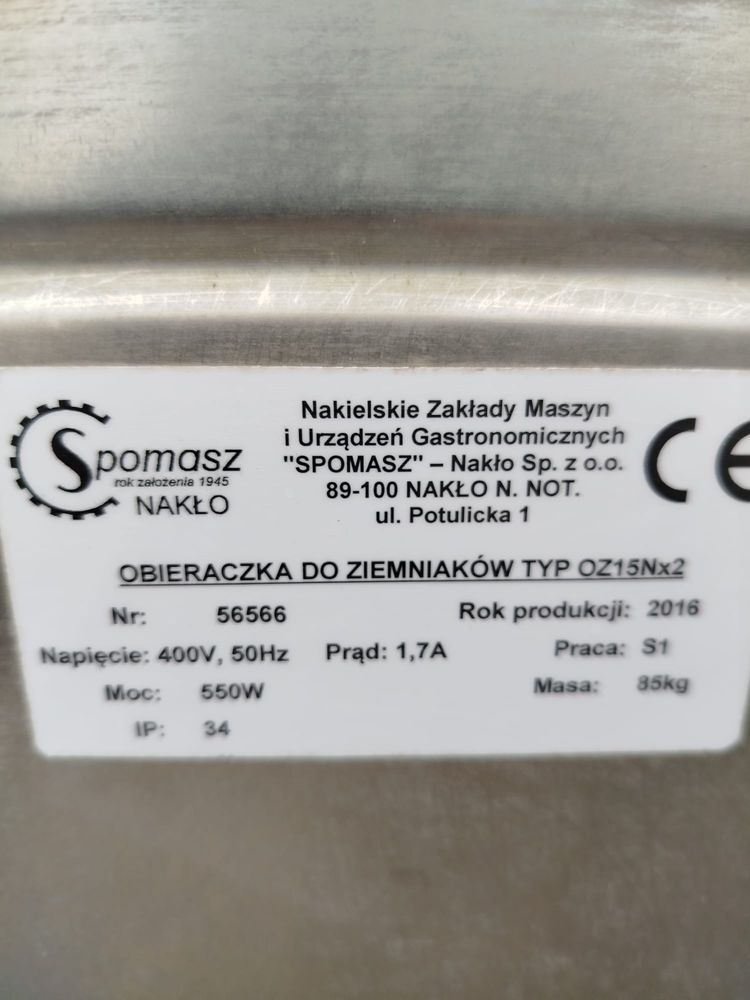 Spomasz
rok założenia 1945
NAKŁO
Nakielskie Zakłady Maszyn
i Urządzeń Gastronomicznych
"SPOMASZ" – Nakło Sp. z o.o.
89-100 NAKŁO N. NOT.
ul. Potulicka 1
CE
OBIERACZKA DO ZIEMNIAKÓW TYP OZ15Nx2
Nr: 56566 Rok produkcji: 2016
Napięcie: 400V, 50Hz Prąd: 1,7A Praca: S1
Moc: 550W Masa: 85kg
IP: 34